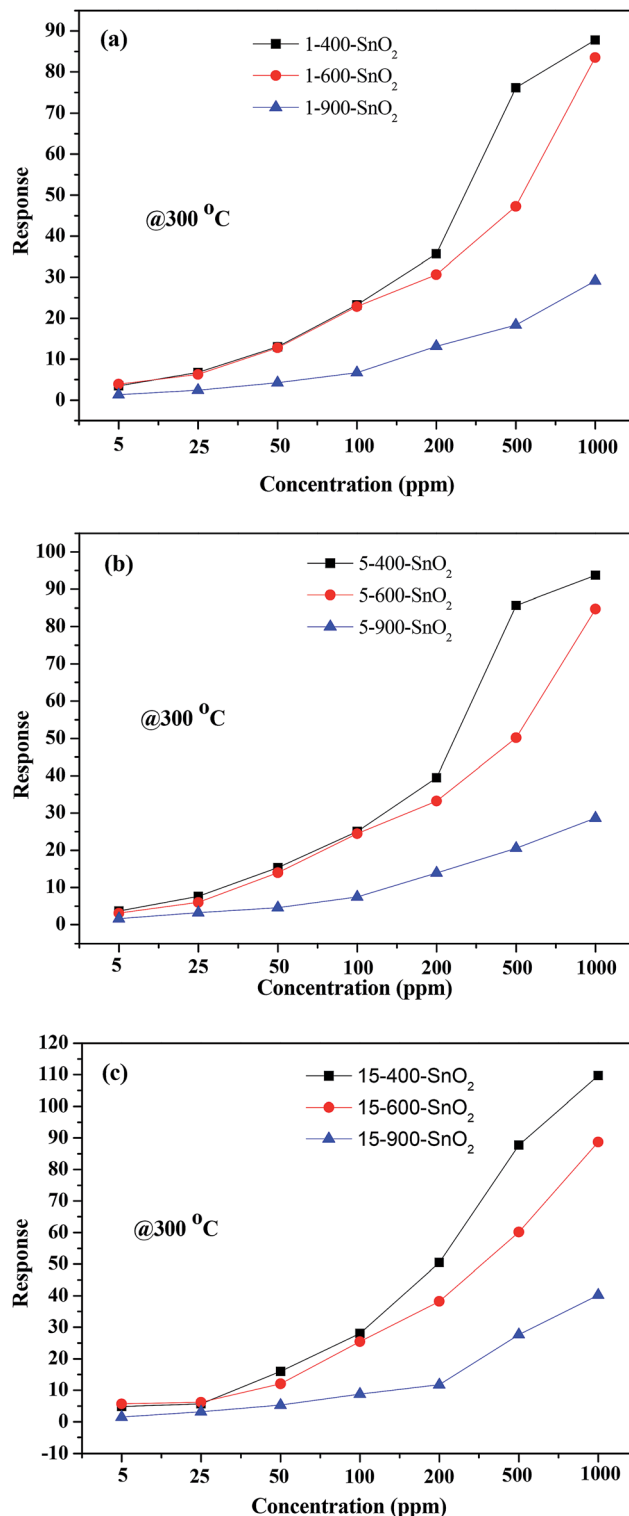 (a)
1-400-SnO₂
1-600-SnO₂
1-900-SnO₂
@300 °C
Response
90
80
70
60
50
40
30
20
10
0
5 25 50 100 200 500 1000
Concentration (ppm)
(b)
5-400-SnO₂
5-600-SnO₂
5-900-SnO₂
@300 °C
Response
100
90
80
70
60
50
40
30
20
10
0
5 25 50 100 200 500 1000
Concentration (ppm)
(c)
15-400-SnO₂
15-600-SnO₂
15-900-SnO₂
@300 °C
Response
120
110
100
90
80
70
60
50
40
30
20
10
0
-10
5 25 50 100 200 500 1000
Concentration (ppm)